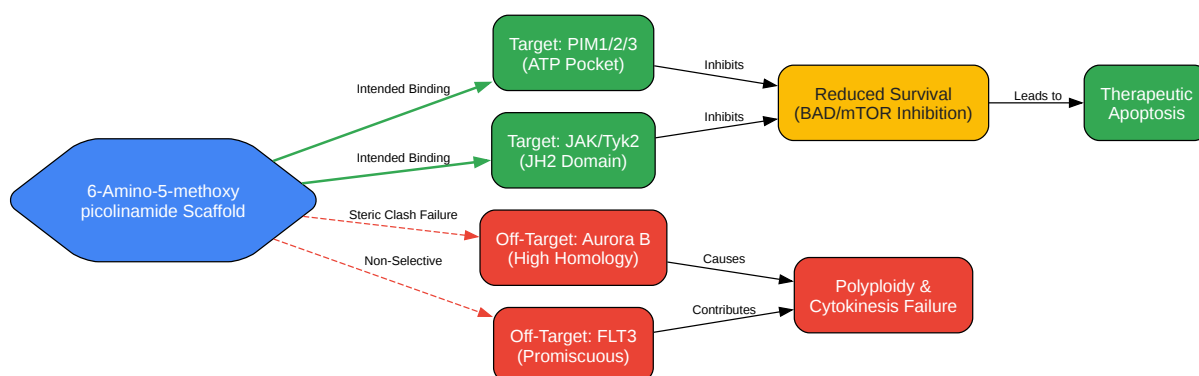 6-Amino-5-methoxy
picolinamide Scaffold
Intended Binding
Intended Binding
Steric Clash Failure
Non-Selective
Target: PIM1/2/3
(ATP Pocket)
Target: JAK/Tyk2
(JH2 Domain)
Off-Target: Aurora B
(High Homology)
Off-Target: FLT3
(Promiscuous)
Inhibits
Inhibits
Causes
Contributes
Reduced Survival
(BAD/mTOR Inhibition)
Polyploidy &
Cytokinesis Failure
Leads to
Therapeutic
Apoptosis